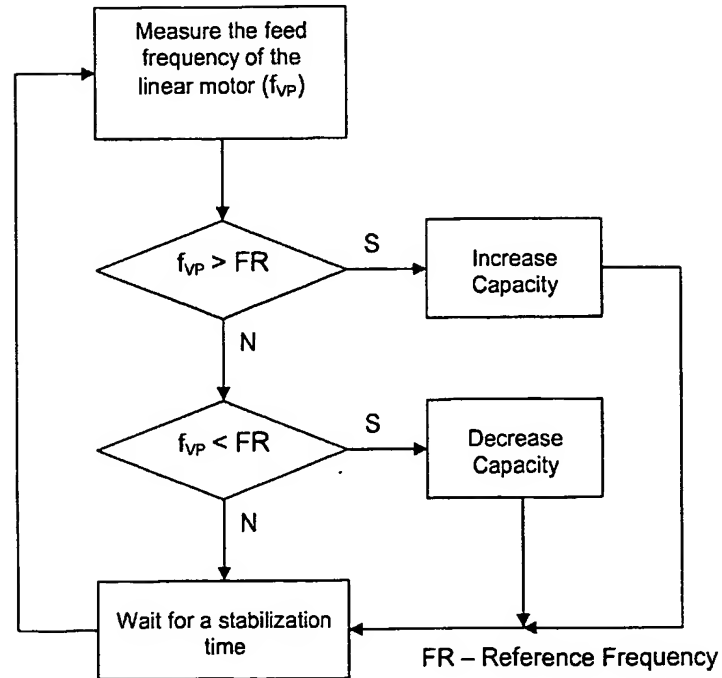 Measure the feed
frequency of the
linear motor (fVP)
fVP > FR
S
Increase
Capacity
N
fVP < FR
S
Decrease
Capacity
N
Wait for a stabilization
time
FR – Reference Frequency